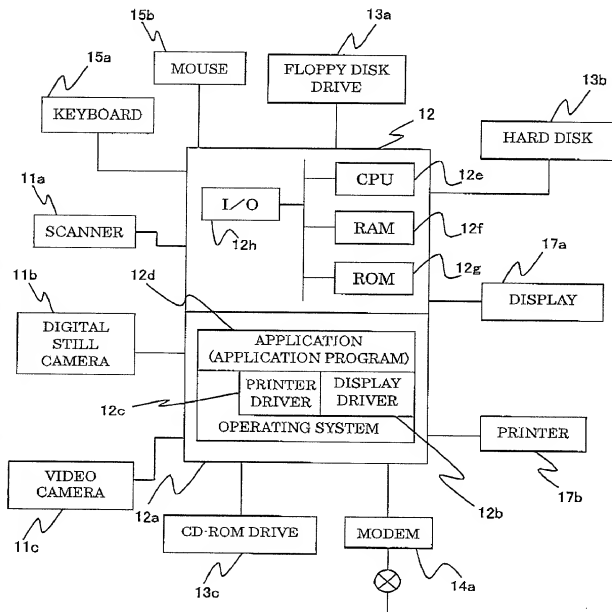 15b
13a
MOUSE
FLOPPY DISK
DRIVE
15a
13b
KEYBOARD
12
HARD DISK
CPU
12e
11a
I/O
SCANNER
RAM
12f
12h
ROM
12g
17a
11b
12d
DISPLAY
DIGITAL
STILL
CAMERA
APPLICATION
(APPLICATION PROGRAM)
PRINTER
DRIVER
DISPLAY
DRIVER
12c
OPERATING SYSTEM
PRINTER
VIDEO
CAMERA
12a
12b
17b
11c
CD-ROM DRIVE
MODEM
13c
14a